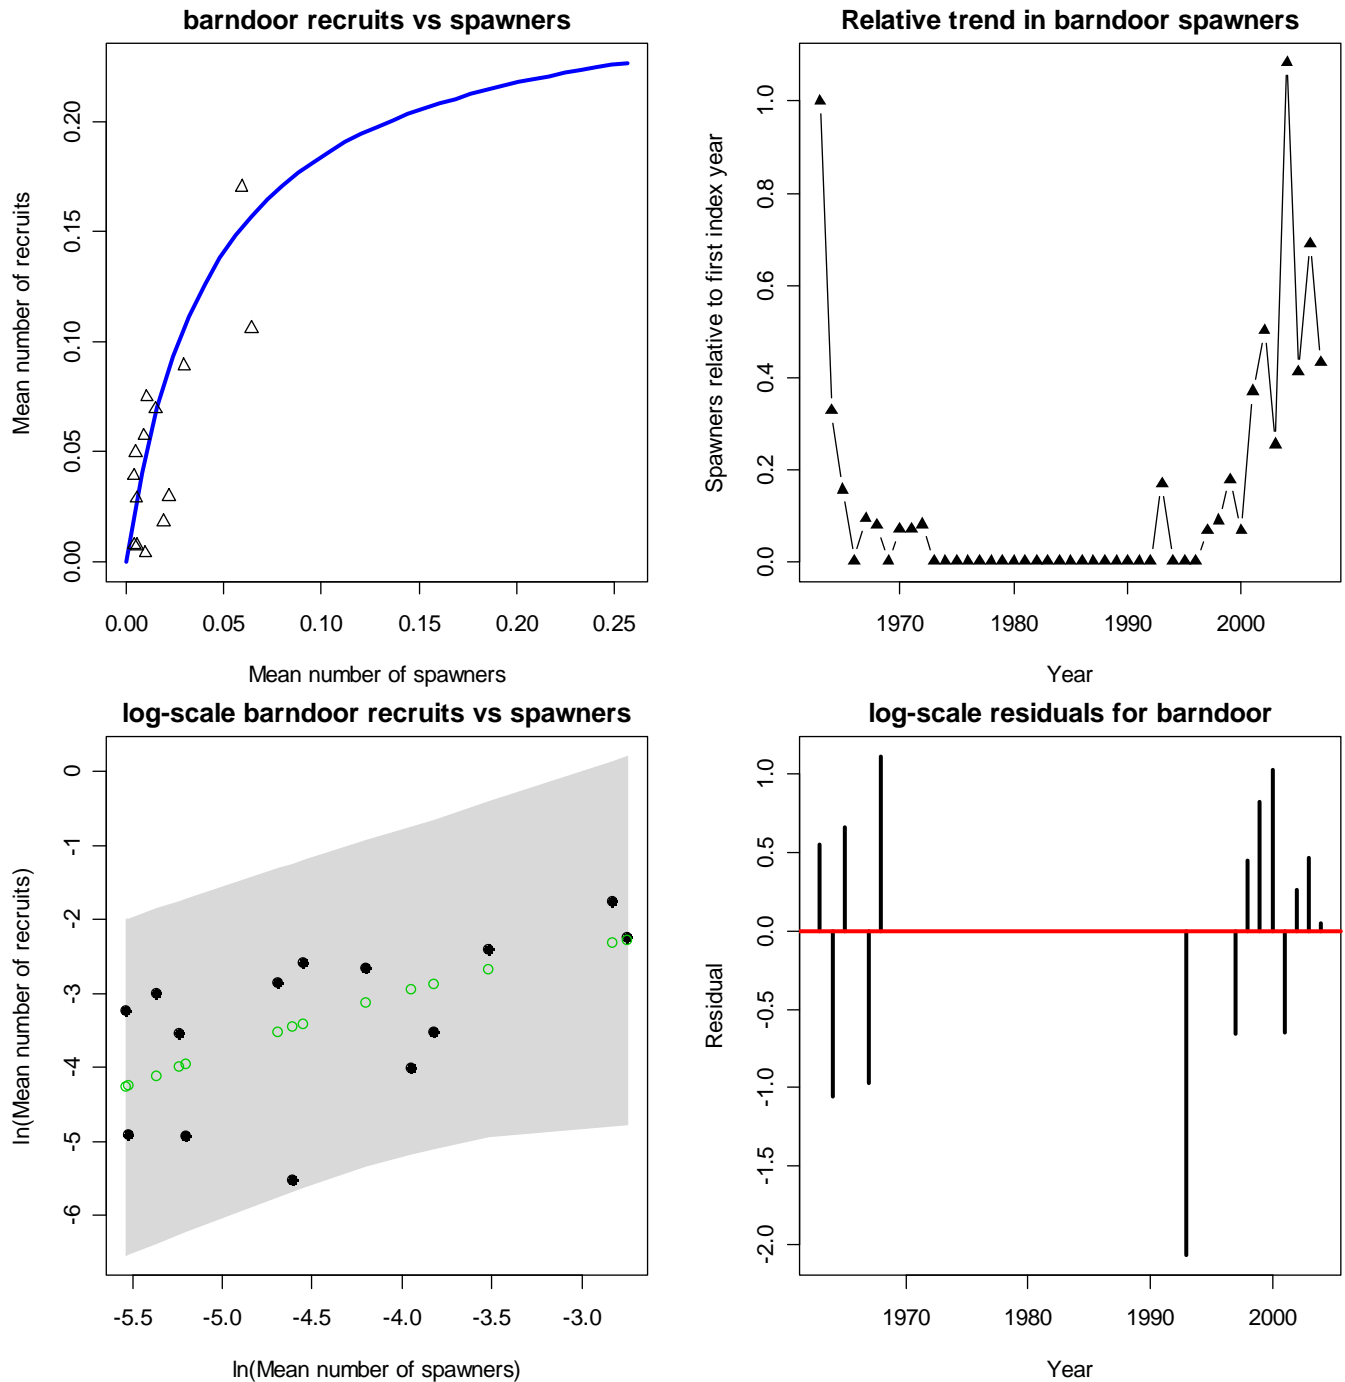 barndoor recruits vs spawners
Mean number of recruits
0.00 0.05 0.10 0.15 0.20
0.00 0.05 0.10 0.15 0.20 0.25
Mean number of spawners
Relative trend in barndoor spawners
Spawners relative to first index year
0.0 0.2 0.4 0.6 0.8 1.0
1970 1980 1990 2000
Year
log-scale barndoor recruits vs spawners
ln(Mean number of recruits)
-6 -5 -4 -3 -2 -1 0
-5.5 -5.0 -4.5 -4.0 -3.5 -3.0
ln(Mean number of spawners)
log-scale residuals for barndoor
Residual
-2.0 -1.5 -1.0 -0.5 0.0 0.5 1.0
1970 1980 1990 2000
Year